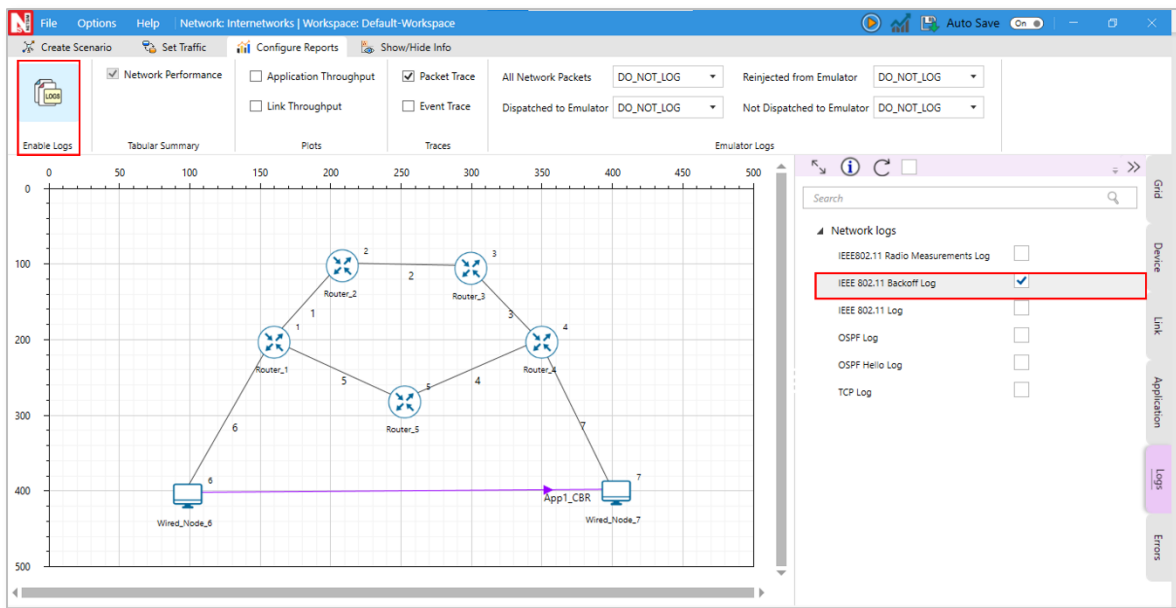 N File Options Help Network: Internetworks | Workspace: Default-Workspace Auto Save On
Create Scenario Set Traffic Configure Reports Show/Hide Info
Network Performance Application Throughput Packet Trace All Network Packets DO_NOT_LOG Reinjected from Emulator DO_NOT_LOG
LOGS
Link Throughput Event Trace Dispatched to Emulator DO_NOT_LOG Not Dispatched to Emulator DO_NOT_LOG
Enable Logs Tabular Summary Plots Traces Emulator Logs
0 50 100 150 200 250 300 350 400 450 500
0
Search
Grid
Network logs
IEEE802.11 Radio Measurements Log
IEEE 802.11 Backoff Log
IEEE 802.11 Log
OSPF Log
OSPF Hello Log
TCP Log
Device
Link
Application
Logs
Errors
100
2
3
2
Router_2
Router_3
1
3
200
1
4
Router_1
Router_4
5
4
5
300
Router_5
6
7
400
6
7
App1_CBR
Wired_Node_6
Wired_Node_7
500